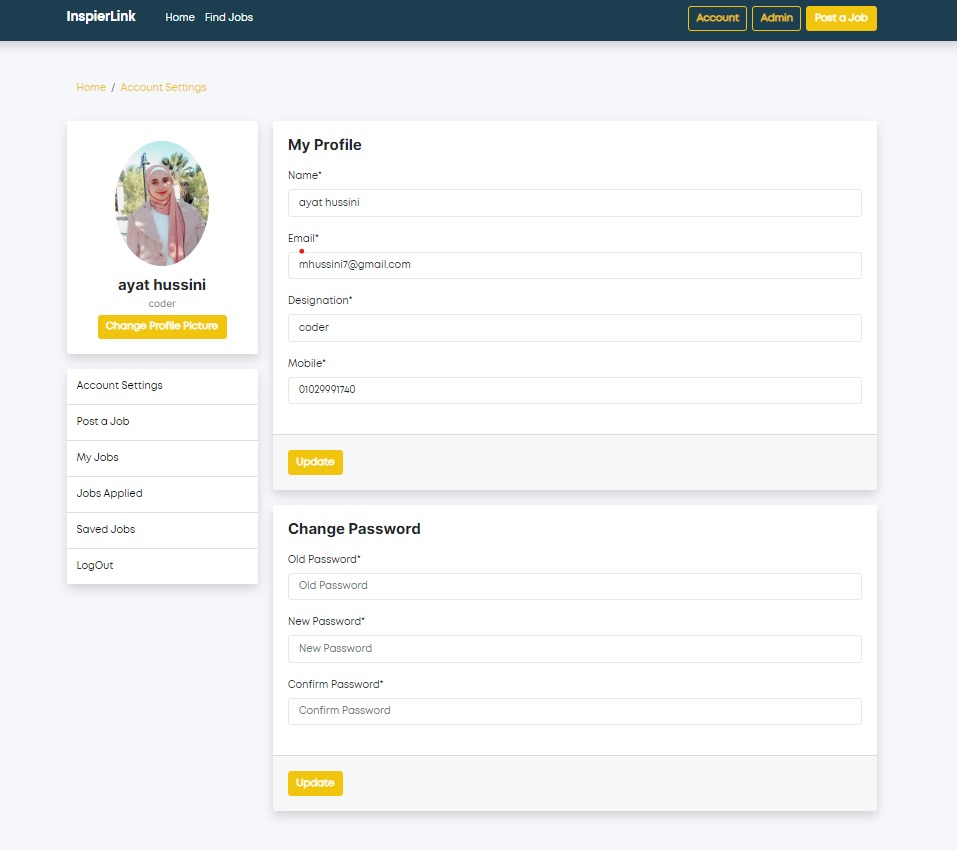 InspierLink Home Find Jobs Account Admin Post a Job
Home / Account Settings
ayat hussini
coder
Change Profile Picture
Account Settings
Post a Job
My Jobs
Jobs Applied
Saved Jobs
LogOut
My Profile
Name*
ayat hussini
Email*
mhussini7@gmail.com
Designation*
coder
Mobile*
01029991740
Update
Change Password
Old Password*
Old Password
New Password*
New Password
Confirm Password*
Confirm Password
Update